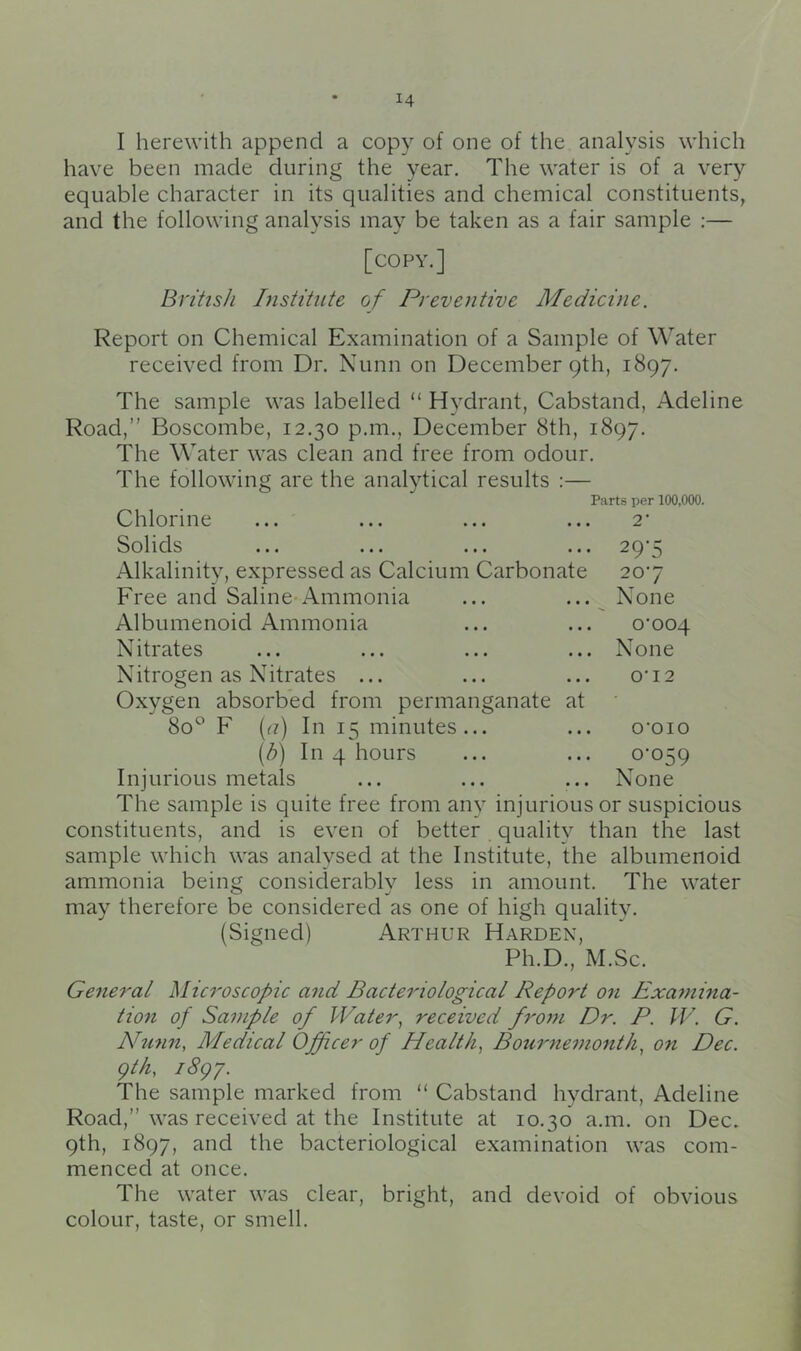 14
I herewith append a copy of one of the analysis which
have been made during the year. The water is of a very
equable character in its qualities and chemical constituents,
and the following analysis may be taken as a fair sample :—
[COPY.]
British Institute of Preventive Medicine.
Report on Chemical Examination of a Sample of Water
received from Dr. Nunn on December 9th, 1897.
The sample was labelled “ Hydrant, Cabstand, Adeline
Road,” Boscombe, 12.30 p.m., December 8th, 1897.
The Water was clean and free from odour.
The following are the analytical results :—
Parts per 100,000.
Chlorine ... ... ... ... 2·
Solids ... ... ... ... 29·5
Alkalinity, expressed as Calcium Carbonate 20·7
Free and Saline Ammonia ... ... None
Albumenoid Ammonia ... ... 0·004
Nitrates ... ... ... ... None
Nitrogen as Nitrates ... ... ... 0·12
Oxygen absorbed from permanganate at
80° F (a) In 15 minutes ... ... 0·010
(b) In 4 hours ... ... 0·059
Injurious metals ... ... ... None
The sample is quite free from any injurious or suspicious
constituents, and is even of better quality than the last
sample which was analysed at the Institute, the albumenoid
ammonia being considerably less in amount. The water
may therefore be considered as one of high quality.
(Signed) ARTHUR HARDEN,
Ph.D., M.Sc.
General Microscopic and Bacteriological Report on Examina-
tion of Sample of Water, received from Dr. P. W. G.
Nunn, Medical Officer of Health, Bournemonth, on Dec.
9th, 1897.
The sample marked from “ Cabstand hydrant, Adeline
Road,” was received at the Institute at 10.30 a.m. on Dec.
9th, 1897, and the bacteriological examination was com-
menced at once.
The water was clear, bright, and devoid of obvious
colour, taste, or smell.